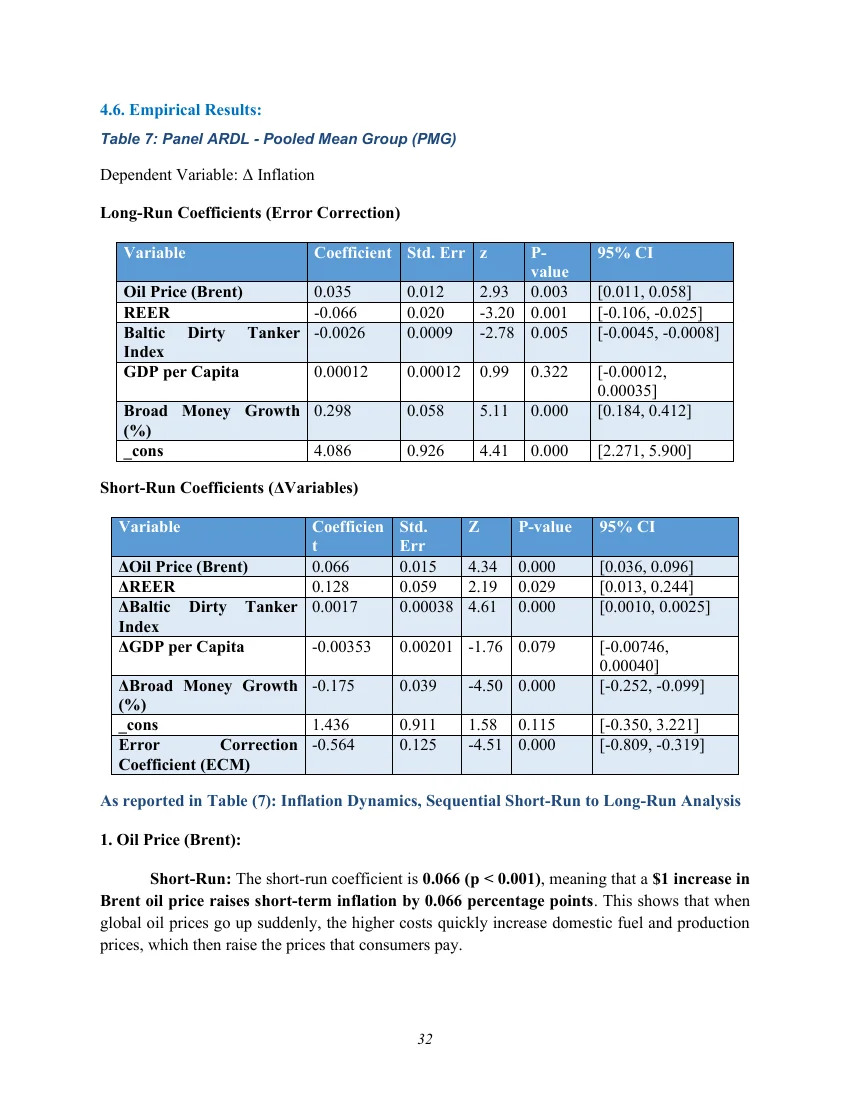 4.6. Empirical Results:
Table 7: Panel ARDL - Pooled Mean Group (PMG)
Dependent Variable: Δ Inflation
Long-Run Coefficients (Error Correction)
Variable Coefficient Std. Err z P-
value 95% CI
Oil Price (Brent) 0.035 0.012 2.93 0.003 [0.011, 0.058]
REER -0.066 0.020 -3.20 0.001 [-0.106, -0.025]
Baltic Dirty Tanker -0.0026 0.0009 -2.78 0.005 [-0.0045, -0.0008]
Index
GDP per Capita 0.00012 0.00012 0.99 0.322 [-0.00012,
0.00035]
Broad Money Growth 0.298 0.058 5.11 0.000 [0.184, 0.412]
(%)
_cons 4.086 0.926 4.41 0.000 [2.271, 5.900]
Short-Run Coefficients (ΔVariables)
Variable Coefficien Std. Z P-value 95% CI
t Err
ΔOil Price (Brent) 0.066 0.015 4.34 0.000 [0.036, 0.096]
ΔREER 0.128 0.059 2.19 0.029 [0.013, 0.244]
ΔBaltic Dirty Tanker 0.0017 0.00038 4.61 0.000 [0.0010, 0.0025]
Index
ΔGDP per Capita -0.00353 0.00201 -1.76 0.079 [-0.00746,
0.00040]
ΔBroad Money Growth -0.175 0.039 -4.50 0.000 [-0.252, -0.099]
(%)
_cons 1.436 0.911 1.58 0.115 [-0.350, 3.221]
Error Correction -0.564 0.125 -4.51 0.000 [-0.809, -0.319]
Coefficient (ECM)
As reported in Table (7): Inflation Dynamics, Sequential Short-Run to Long-Run Analysis
1. Oil Price (Brent):
Short-Run: The short-run coefficient is 0.066 (p < 0.001), meaning that a $1 increase in
Brent oil price raises short-term inflation by 0.066 percentage points. This shows that when
global oil prices go up suddenly, the higher costs quickly increase domestic fuel and production
prices, which then raise the prices that consumers pay.
32